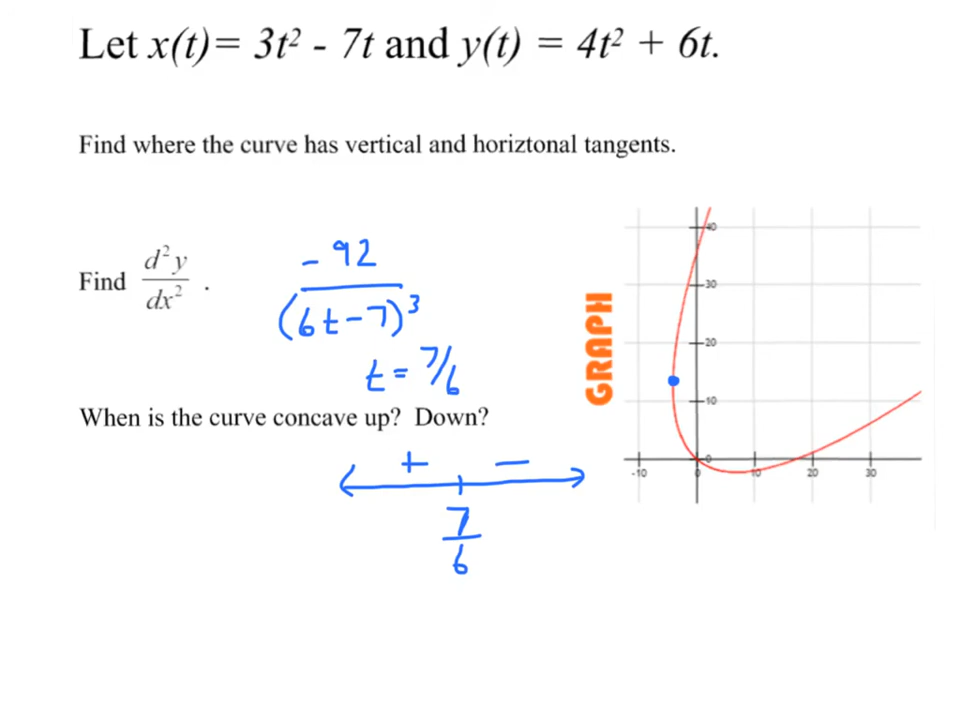 Let x(t)= 3t² - 7t and y(t) = 4t² + 6t.
Find where the curve has vertical and horiztonal tangents.
Find d²y/dx² .
-92/(6t-7)³
t = 7/6
When is the curve concave up? Down?
+ −
7/6
GRAPH
40
30
20
10
0
-10 0 10 20 30